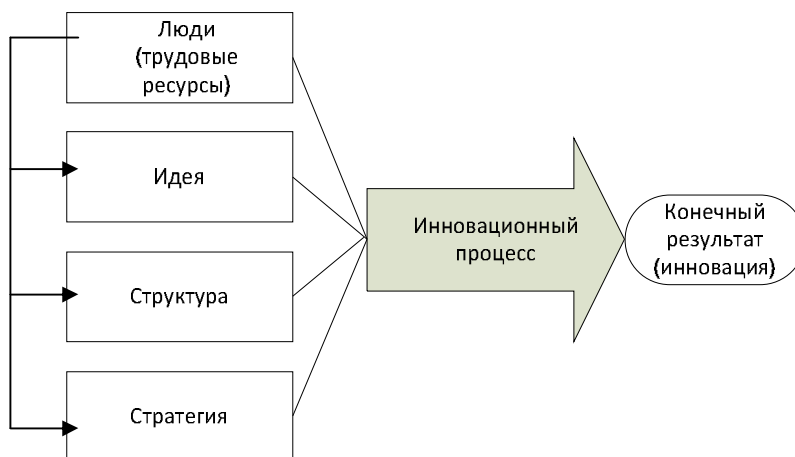 Люди
(трудовые
ресурсы)
Идея
Структура
Стратегия
Инновационный
процесс
Конечный
результат
(инновация)